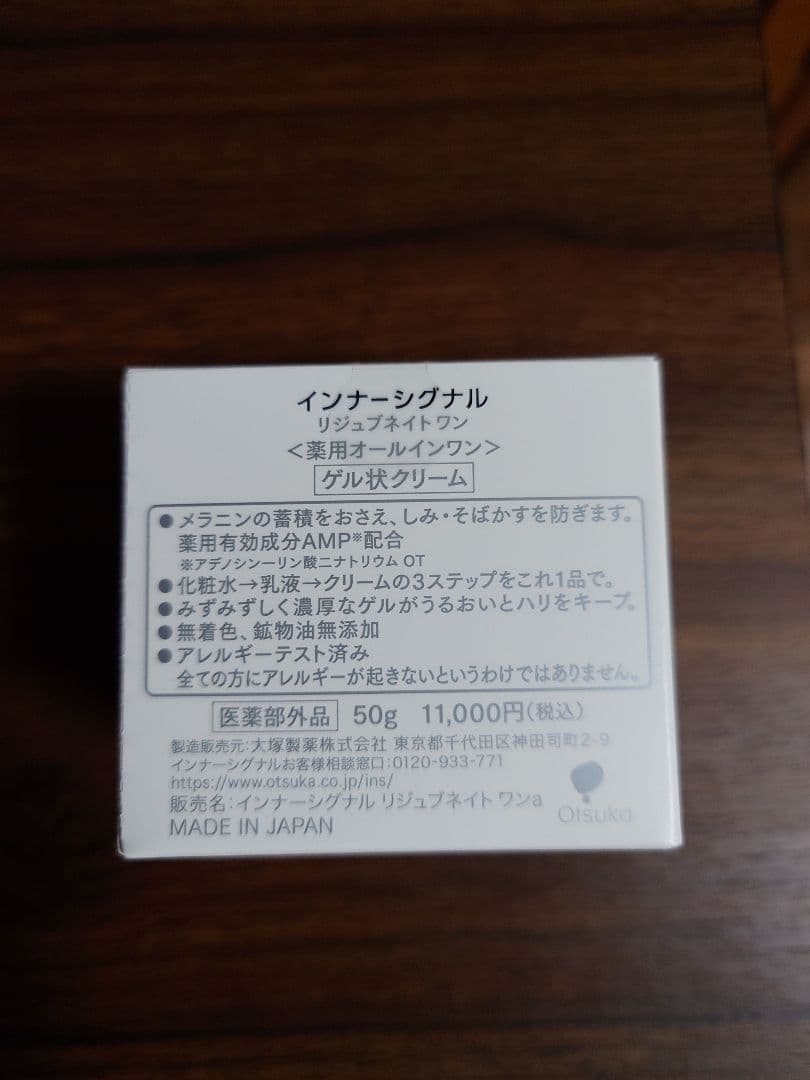 インナーシグナル
リジュブネイト ワン
＜薬用オールインワン＞
ゲル状クリーム
●メラニンの蓄積をおさえ、しみ・そばかすを防ぎます。
薬用有効成分AMP※配合
※アデノシン一リン酸二ナトリウム OT
●化粧水→乳液→クリームの3ステップをこれ1品で。
●みずみずしく濃厚なゲルがうるおいとハリをキープ。
●無着色、鉱物油無添加
●アレルギーテスト済み
全ての方にアレルギーが起きないというわけではありません。
医薬部外品 50g 11,000円(税込)
製造販売元:大塚製薬株式会社 東京都千代田区神田司町2-9
インナーシグナルお客様相談窓口:0120-933-771
https://www.otsuka.co.jp/ins/
販売名:インナーシグナル リジュブネイト ワンa
MADE IN JAPAN
Otsuka